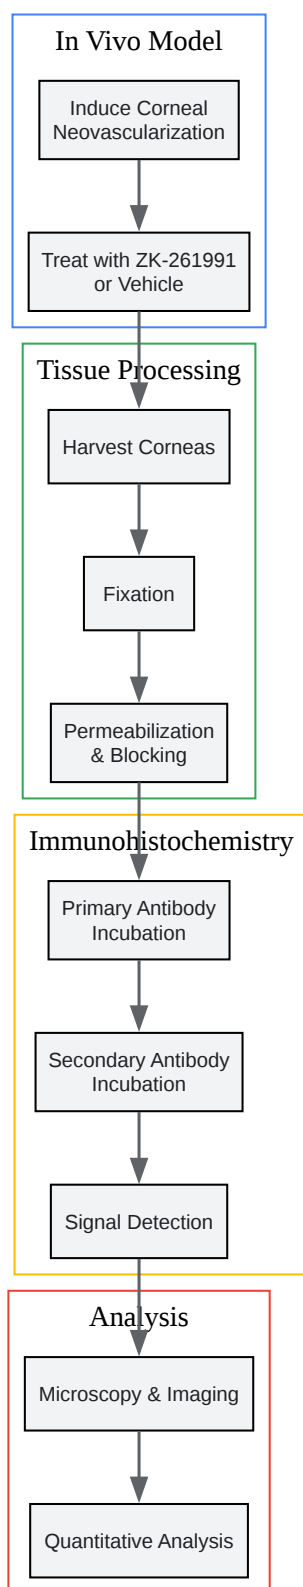 In Vivo Model
Induce Corneal
Neovascularization
Treat with ZK-261991
or Vehicle
Tissue Processing
Harvest Corneas
Fixation
Permeabilization
& Blocking
Immunohistochemistry
Primary Antibody
Incubation
Secondary Antibody
Incubation
Signal Detection
Analysis
Microscopy & Imaging
Quantitative Analysis